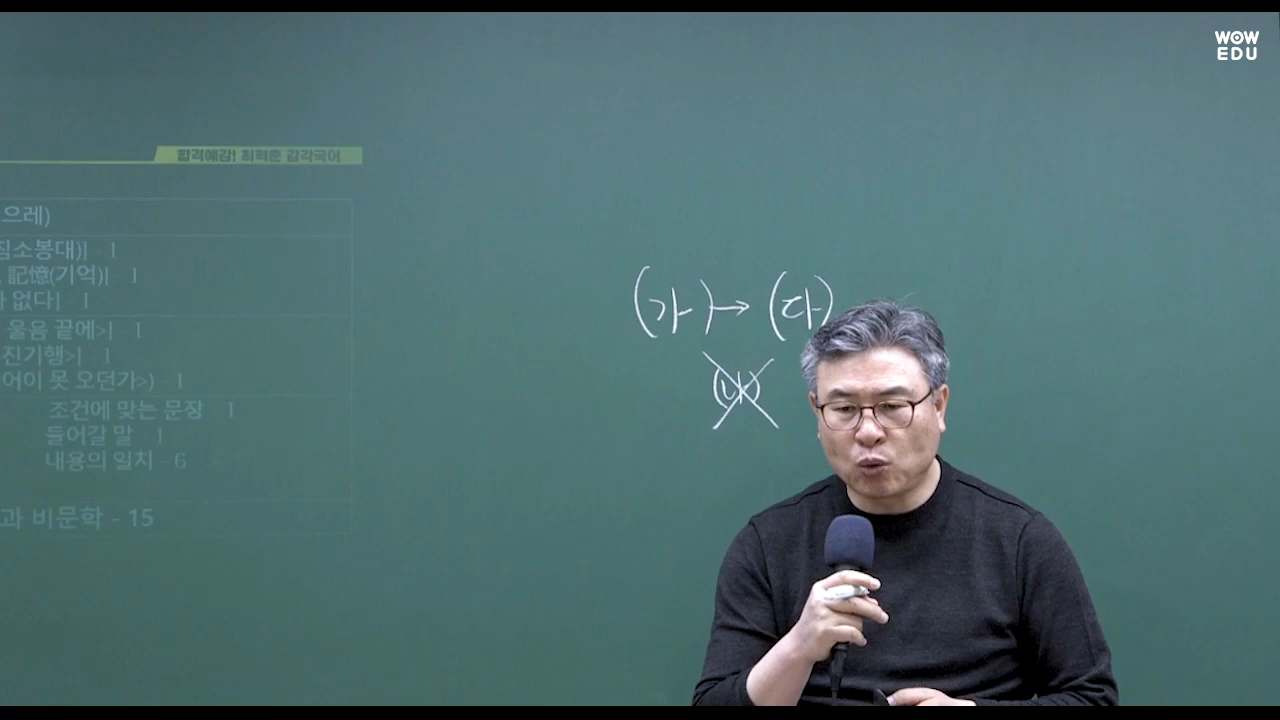 WOW
EDU
합격예감! 최혁춘 감각국어
으레)
침소봉대)] - 1
記憶(기억)] - 1
없다] - 1
울음 끝에>] 1
진기행>] 1
어이 못 오던가>) - 1
조건에 맞는 문장 1
들어갈 말 - 1
내용의 일치 - 6
과 비문학 - 15
(가) → (다)
(나)